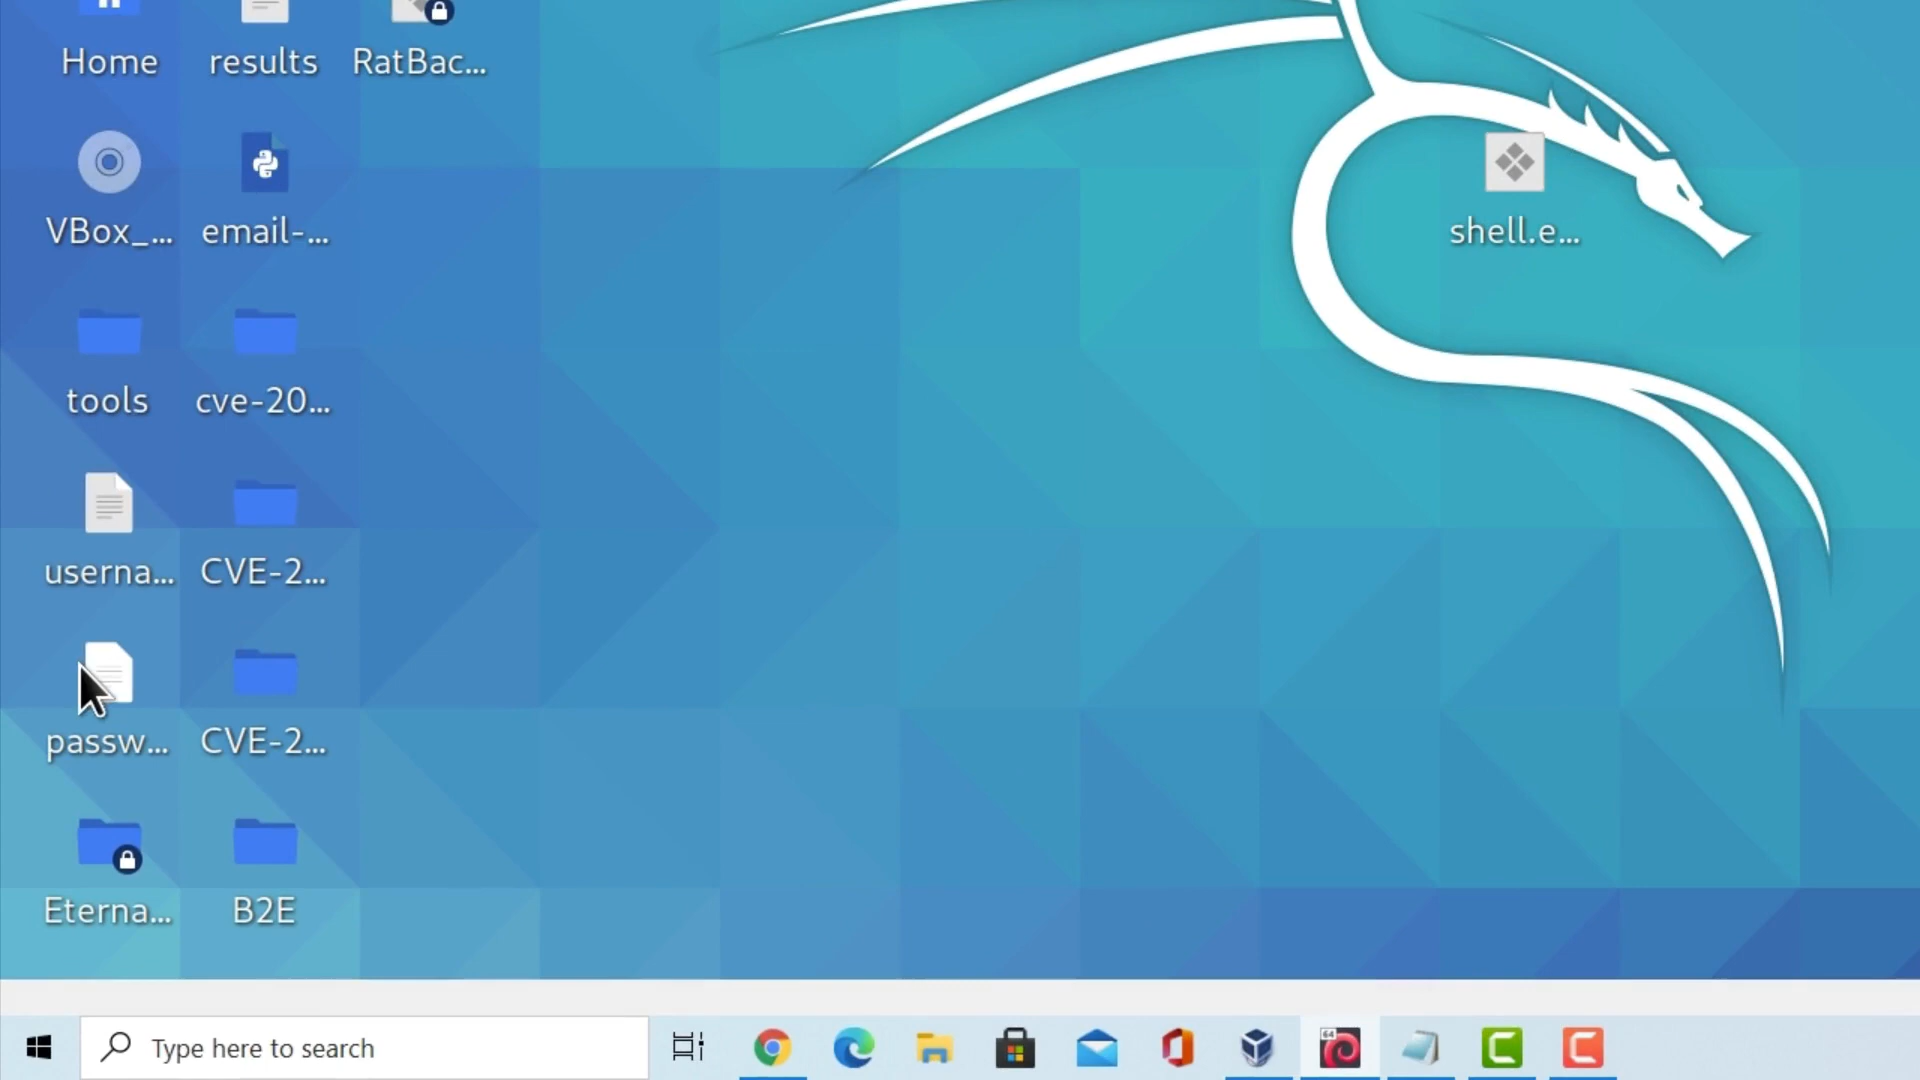 Home results RatBac...
VBox_... email-... shell.e...
tools cve-20...
userna... CVE-2...
passw... CVE-2...
Eterna... B2E
Type here to search
64